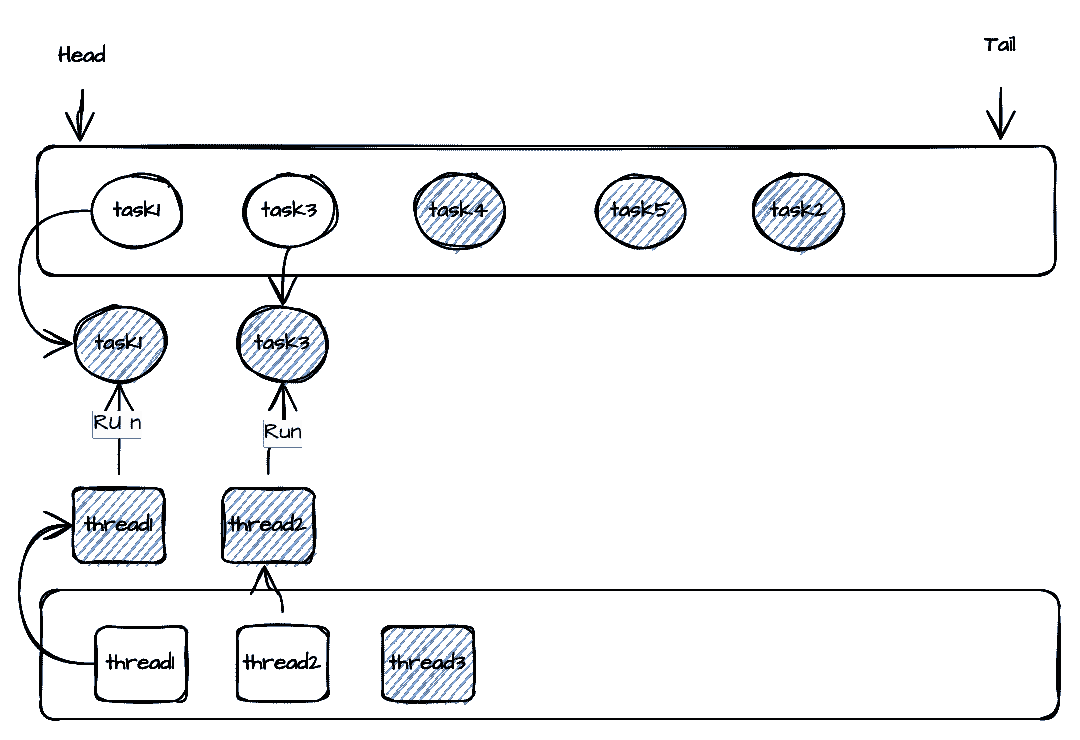 Head
Tail
task1
task3
task4
task5
task2
task1
task3
Ru n
Run
thread1
thread2
thread1
thread2
thread3